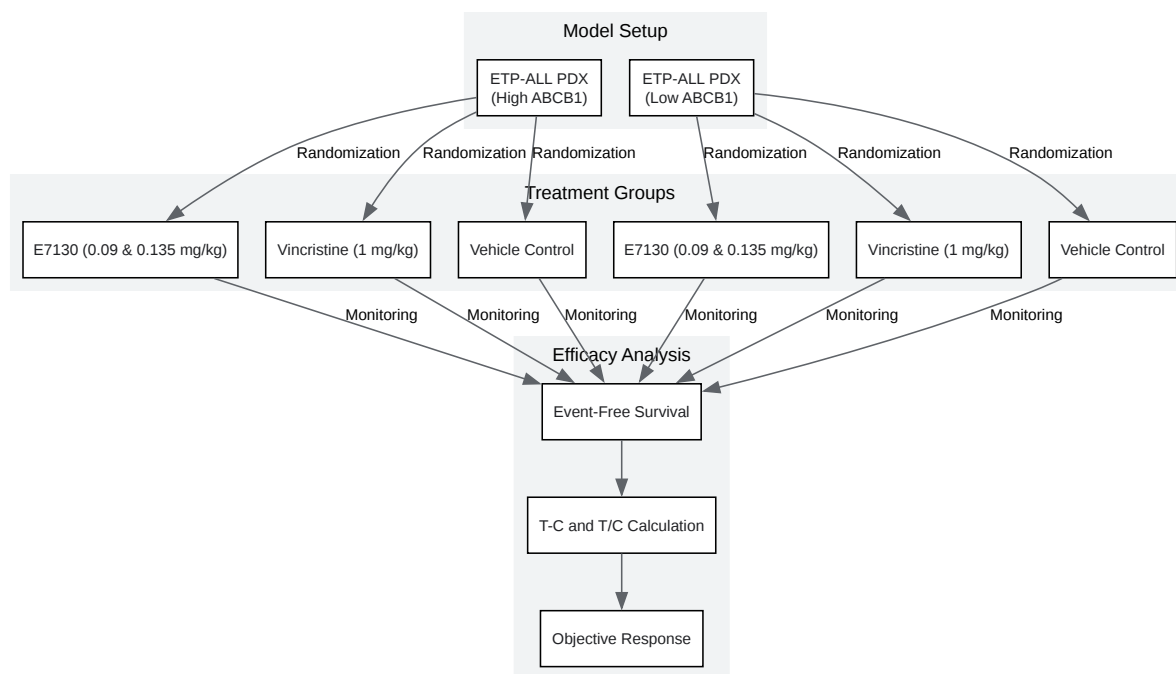 Model Setup
ETP-ALL PDX
(High ABCB1)
ETP-ALL PDX
(Low ABCB1)
Randomization
Randomization
Randomization
Randomization
Randomization
Randomization
Treatment Groups
E7130 (0.09 & 0.135 mg/kg)
Vincristine (1 mg/kg)
Vehicle Control
E7130 (0.09 & 0.135 mg/kg)
Vincristine (1 mg/kg)
Vehicle Control
Monitoring
Monitoring
Monitoring
Monitoring
Monitoring
Monitoring
Efficacy Analysis
Event-Free Survival
T-C and T/C Calculation
Objective Response